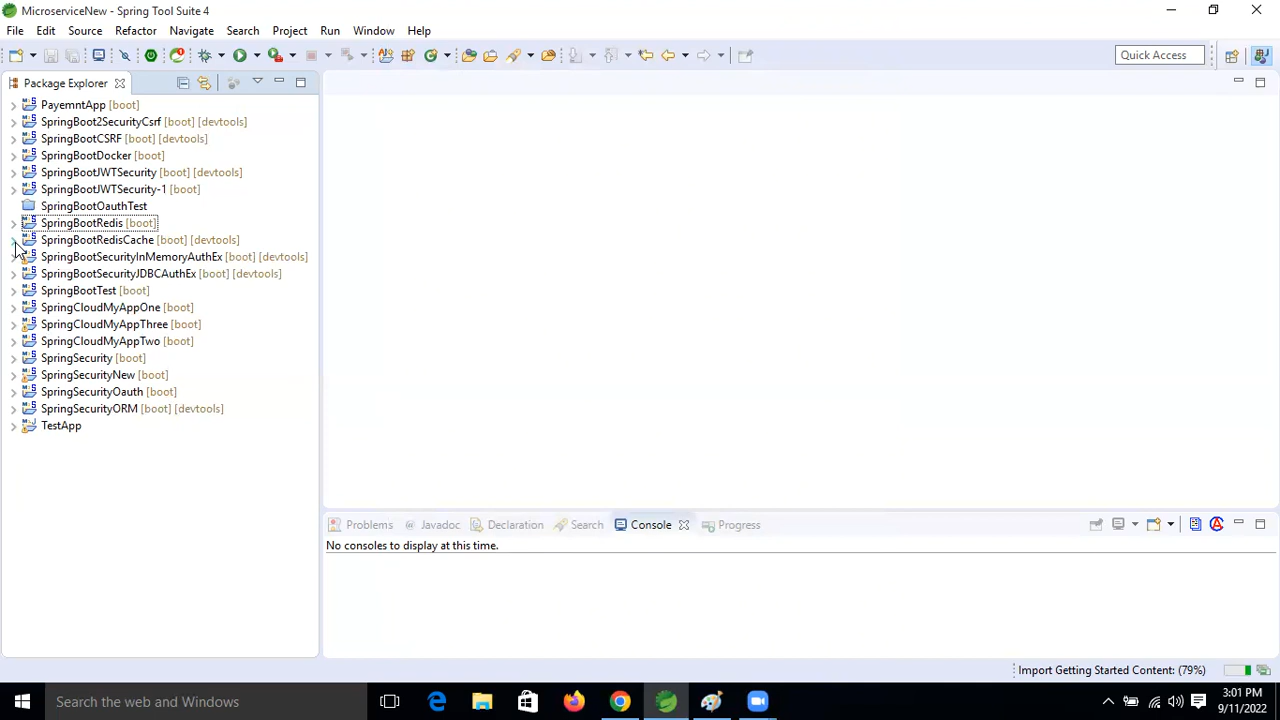 MicroserviceNew - Spring Tool Suite 4
File Edit Source Refactor Navigate Search Project Run Window Help
Quick Access
Package Explorer
PayemntApp [boot]
SpringBoot2SecurityCsrf [boot] [devtools]
SpringBootCSRF [boot] [devtools]
SpringBootDocker [boot]
SpringBootJWTSecurity [boot] [devtools]
SpringBootJWTSecurity-1 [boot]
SpringBootOauthTest
SpringBootRedis [boot]
SpringBootRedisCache [boot] [devtools]
SpringBootSecurityInMemoryAuthEx [boot] [devtools]
SpringBootSecurityJDBCAuthEx [boot] [devtools]
SpringBootTest [boot]
SpringCloudMyAppOne [boot]
SpringCloudMyAppThree [boot]
SpringCloudMyAppTwo [boot]
SpringSecurity [boot]
SpringSecurityNew [boot]
SpringSecurityOauth [boot]
SpringSecurityORM [boot] [devtools]
TestApp
Problems Javadoc Declaration Search Console Progress
No consoles to display at this time.
Import Getting Started Content: (79%)
Search the web and Windows
3:01 PM
9/11/2022